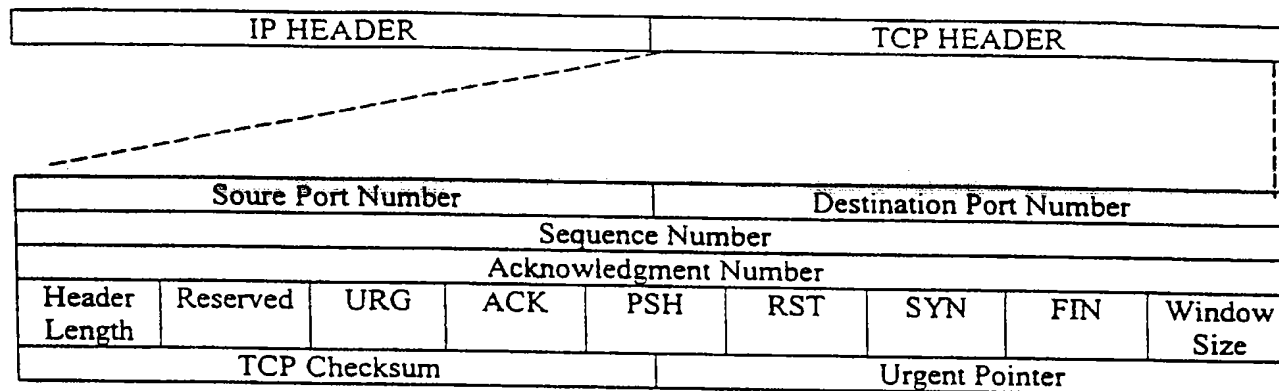 IP HEADER TCP HEADER
Soure Port Number Destination Port Number
Sequence Number
Acknowledgment Number
Header Length Reserved URG ACK PSH RST SYN FIN Window Size
TCP Checksum Urgent Pointer